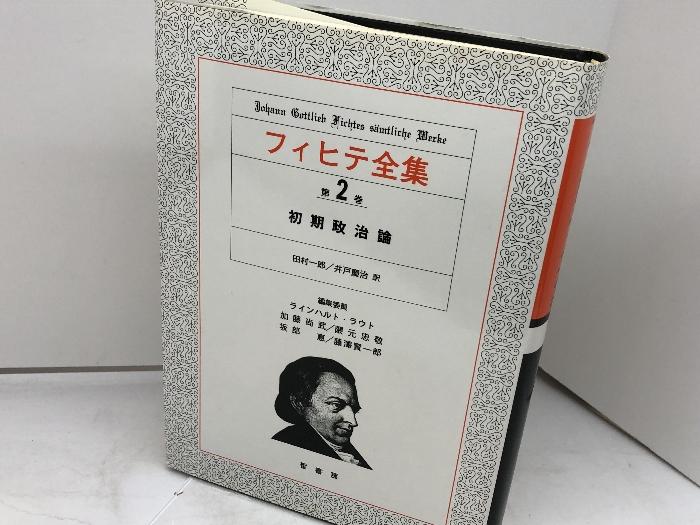 Johann Gottlieb Fichtes sämtliche Werke
フィヒテ全集
第2巻
初期政治論
田村一郎/井戸慶治 訳
編集委員
ラインハルト・ラウト
加藤尚武/隈元忠敬
坂部 恵/藤澤賢一郎
晢書房